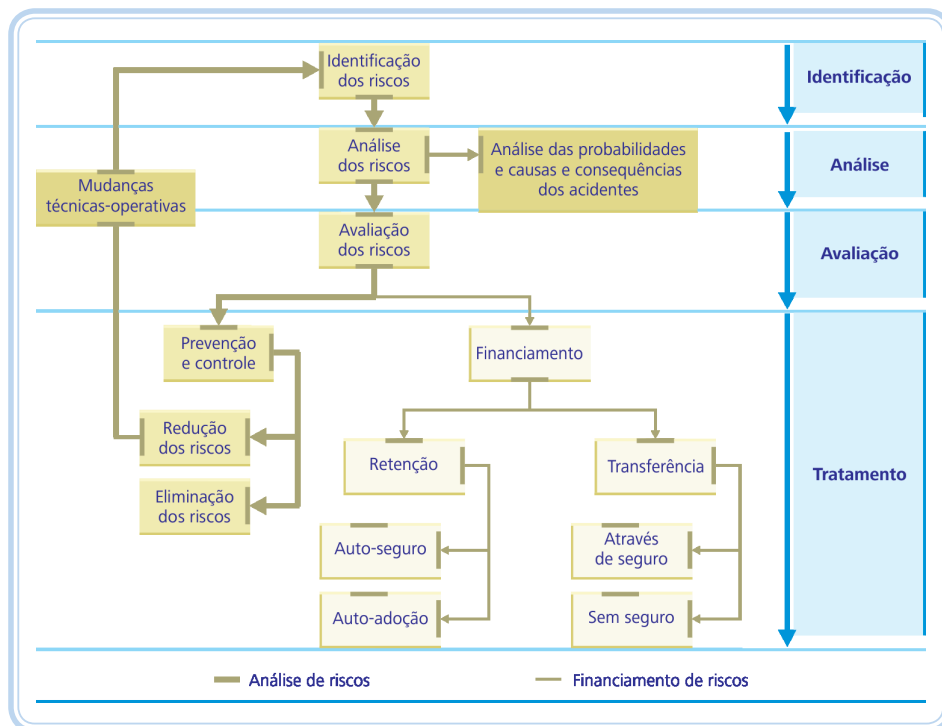 Identificação
dos riscos
Identificação
Análise
dos riscos
Análise das probabilidades
e causas e consequências
dos acidentes
Análise
Mudanças
técnicas-operativas
Avaliação
dos riscos
Avaliação
Prevenção
e controle
Financiamento
Redução
dos riscos
Retenção
Transferência
Tratamento
Eliminação
dos riscos
Auto-seguro
Através
de seguro
Auto-adoção
Sem seguro
Análise de riscos
Financiamento de riscos